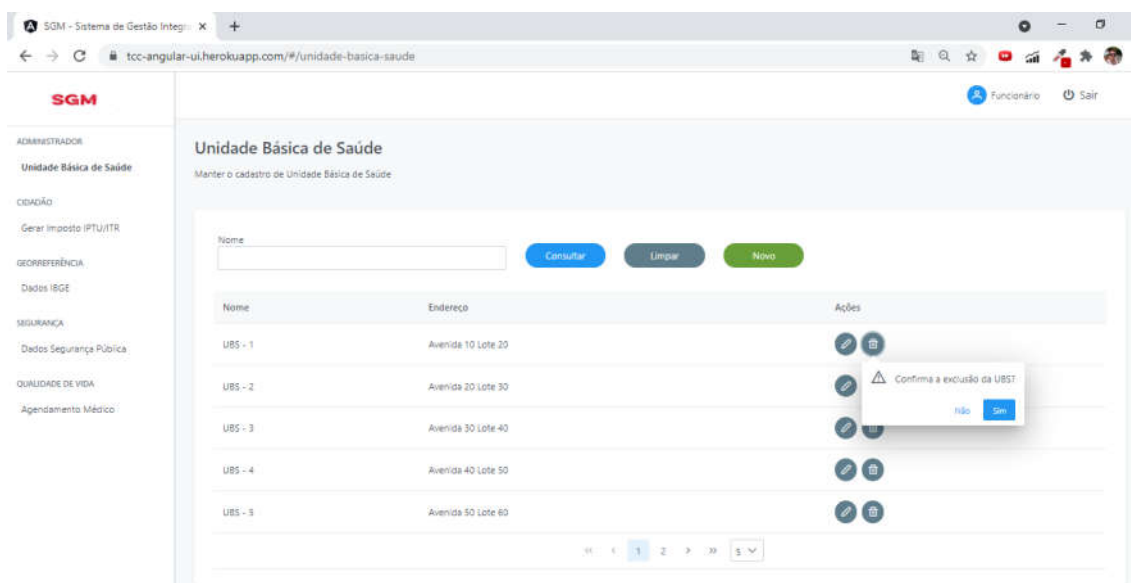 SGM - Sistema de Gestão Integr
tcc-angular-ui.herokuapp.com/#/unidade-basica-saude
SGM
Funcionário Sair
ADMINISTRADOR
Unidade Básica de Saúde
CIDADÃO
Gerar Imposto IPTU/ITR
GEORREFERÊNCIA
Dados IBGE
SEGURANÇA
Dados Segurança Pública
QUALIDADE DE VIDA
Agendamento Médico
Unidade Básica de Saúde
Manter o cadastro de Unidade Básica de Saúde
Nome
Consultar Limpar Novo
Nome Endereço Ações
UBS - 1 Avenida 10 Lote 20
UBS - 2 Avenida 20 Lote 30
UBS - 3 Avenida 30 Lote 40
UBS - 4 Avenida 40 Lote 50
UBS - 5 Avenida 50 Lote 60
Confirma a exclusão da UBS?
Não Sim
« ‹ 1 2 › » 5